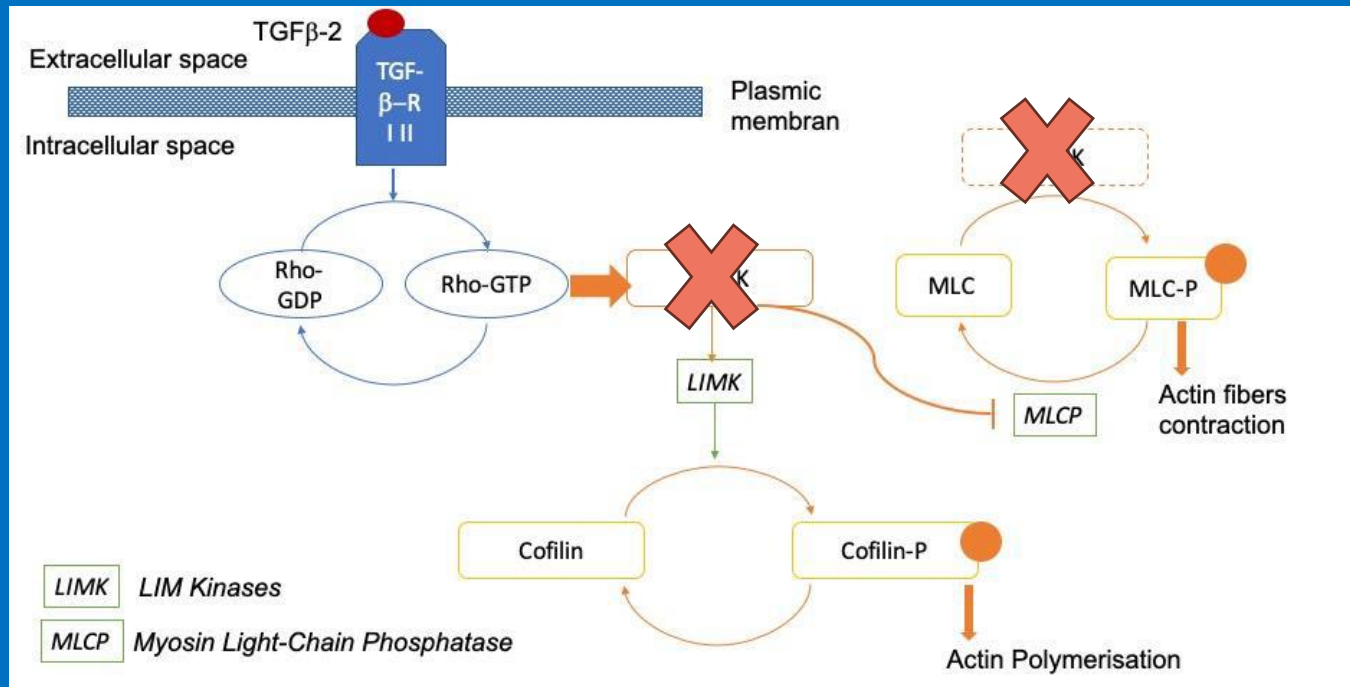 TGFβ-2
Extracellular space
TGF-
β–R
I II
Plasmic
membran
Intracellular space
K
Rho-
GDP
Rho-GTP
K
MLC
MLC-P
LIMK
MLCP
Actin fibers
contraction
Cofilin
Cofilin-P
LIMK LIM Kinases
MLCP Myosin Light-Chain Phosphatase
Actin Polymerisation